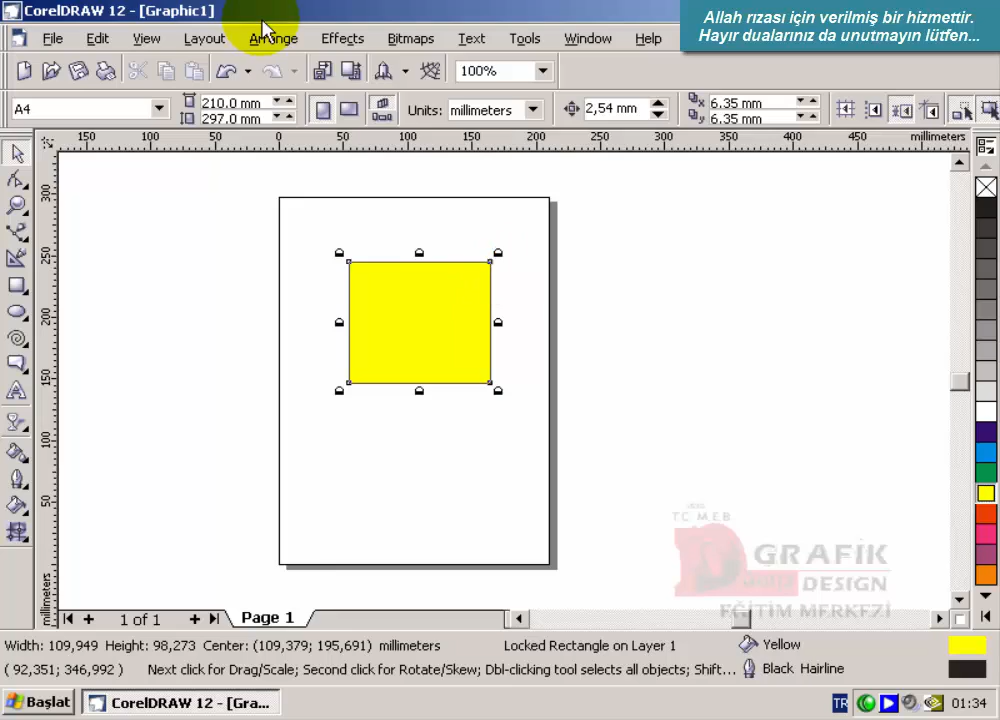 CorelDRAW 12 - [Graphic1]
Allah rızası için verilmiş bir hizmettir.
Hayır dualarınız da unutmayın lütfen...
File Edit View Layout Arrange Effects Bitmaps Text Tools Window Help
100%
A4
210.0 mm
297.0 mm
Units: millimeters
2,54 mm
6.35 mm
6.35 mm
150 100 50 0 50 100 150 200 250 300 350 400 450 millimeters
300
250
200
150
100
50
millimeters
TC M.E.B
GRAFİK
DESIGN
EĞİTİM MERKEZİ
1 of 1
Page 1
Width: 109,949 Height: 98,273 Center: (109,379; 195,691) millimeters
Locked Rectangle on Layer 1
Yellow
( 92,351; 346,992 )
Next click for Drag/Scale; Second click for Rotate/Skew; Dbl-clicking tool selects all objects; Shift...
Black Hairline
Başlat
CorelDRAW 12 - [Gra...
TR
01:34